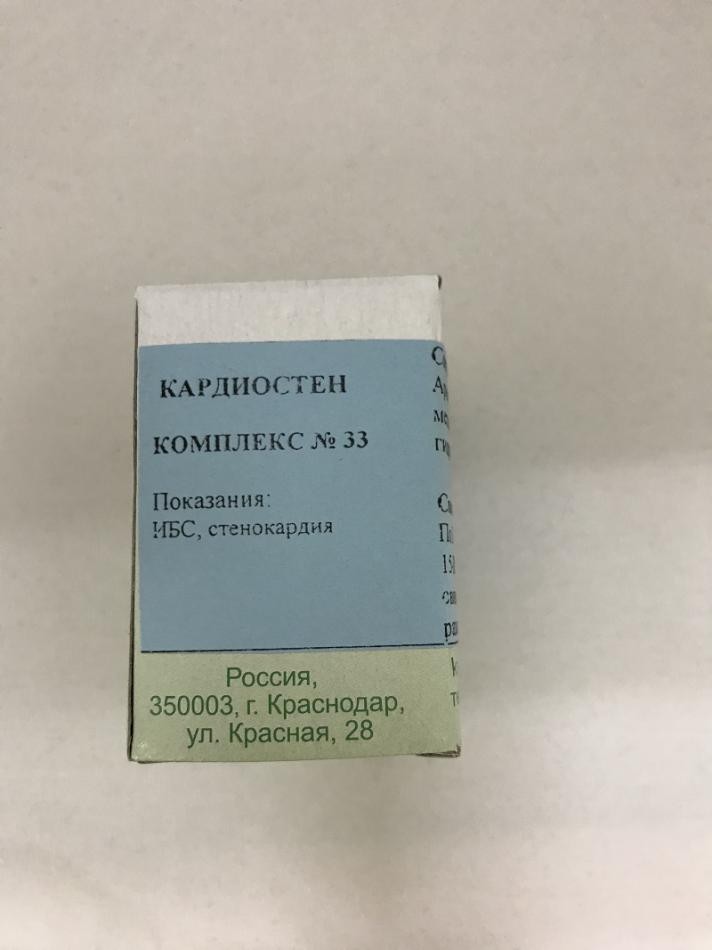 КАРДИОСТЕН
КОМПЛЕКС № 33
Показания:
ИБС, стенокардия
Россия,
350003, г. Краснодар,
ул. Красная, 28